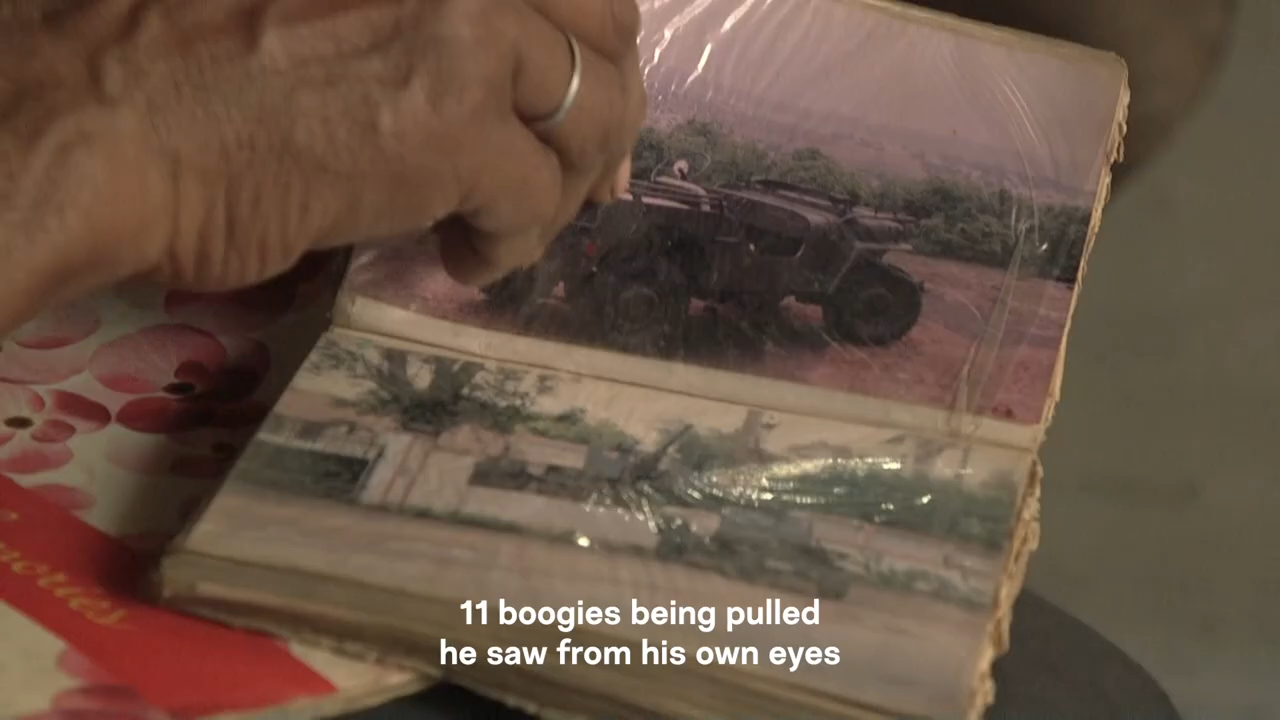 11 boogies being pulled
he saw from his own eyes